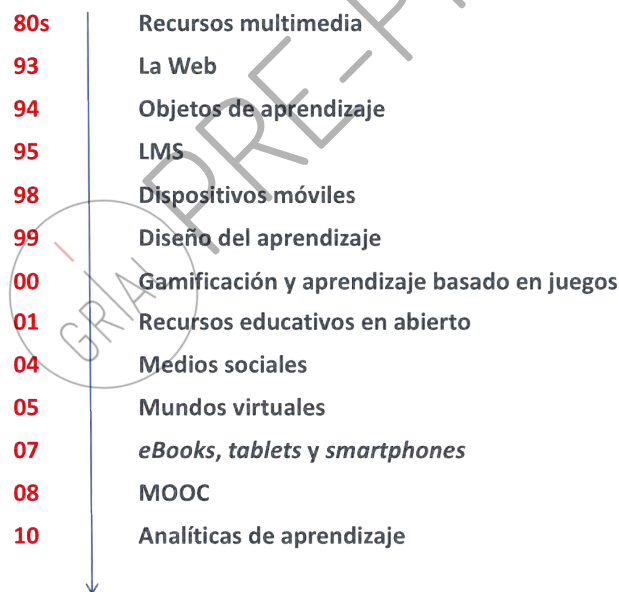 80s Recursos multimedia
93 La Web
94 Objetos de aprendizaje
95 LMS
98 Dispositivos móviles
99 Diseño del aprendizaje
00 Gamificación y aprendizaje basado en juegos
01 Recursos educativos en abierto
04 Medios sociales
05 Mundos virtuales
07 eBooks, tablets y smartphones
08 MOOC
10 Analíticas de aprendizaje
GRIAL
PRE-P